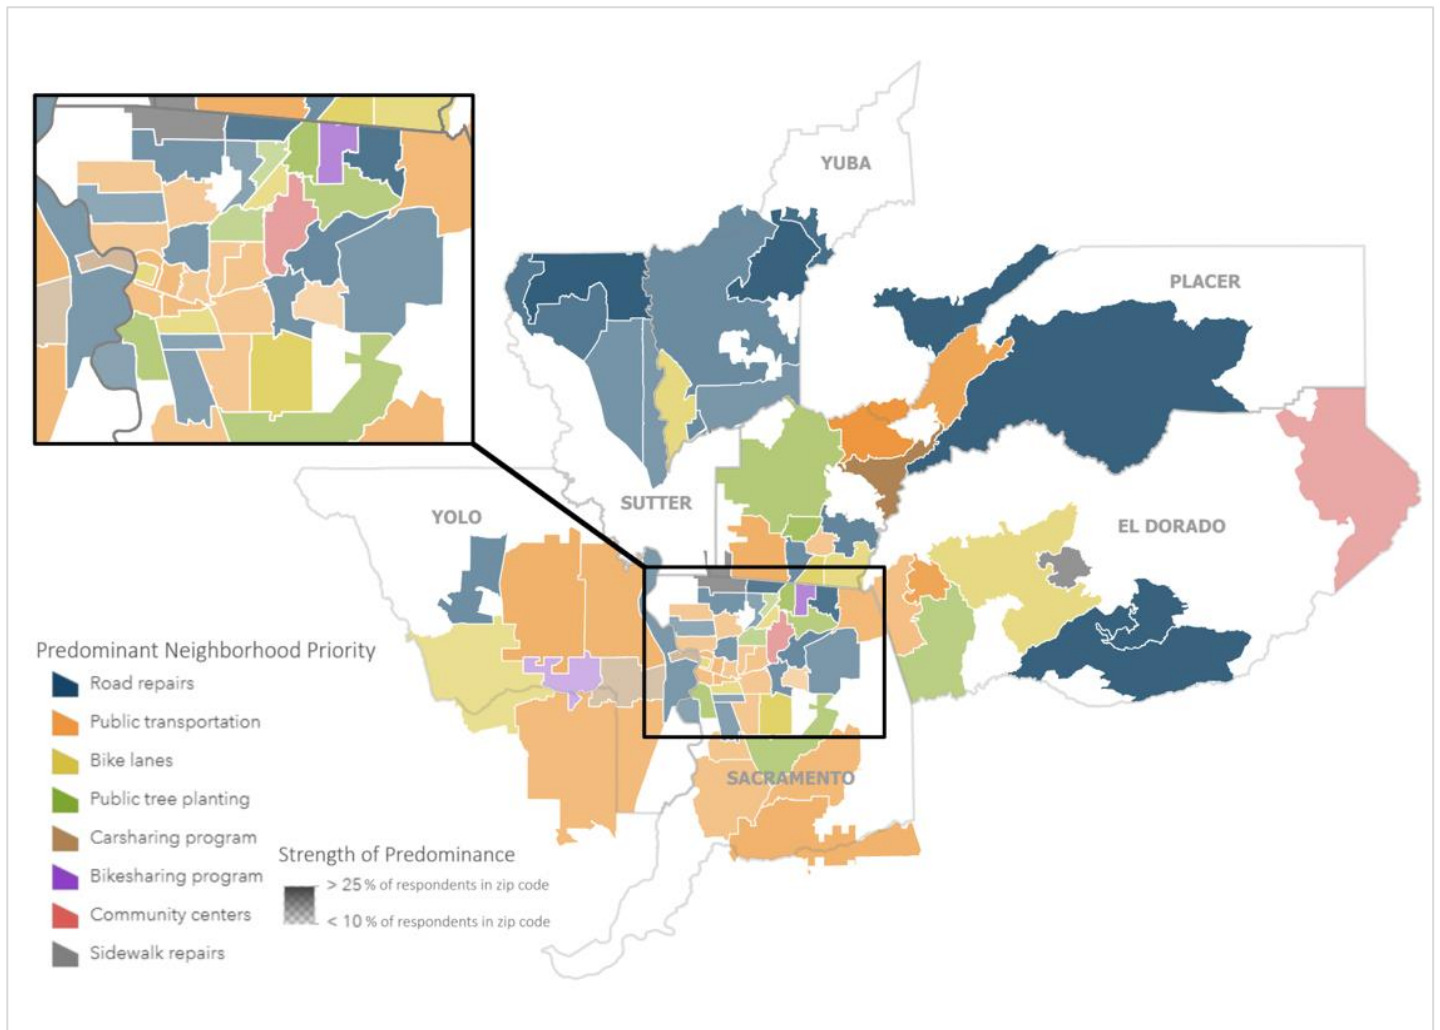 YUBA
PLACER
SUTTER
YOLO
EL DORADO
SACRAMENTO
Predominant Neighborhood Priority
Road repairs
Public transportation
Bike lanes
Public tree planting
Carsharing program
Bikesharing program
Community centers
Sidewalk repairs
Strength of Predominance
> 25 % of respondents in zip code
< 10 % of respondents in zip code